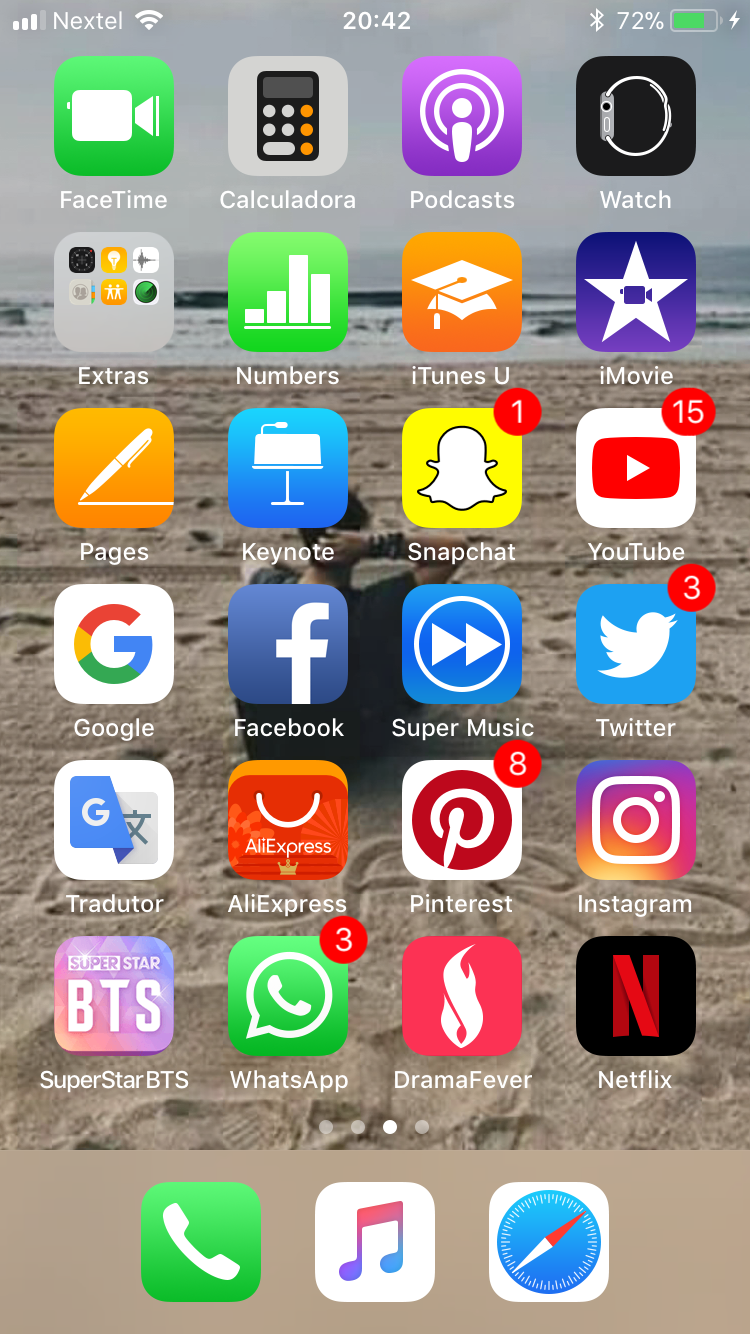 Nextel 20:42 72%
FaceTime Calculadora Podcasts Watch
Extras Numbers iTunes U iMovie
1 15
Pages Keynote Snapchat YouTube
3
Google Facebook Super Music Twitter
8
AliExpress
Tradutor AliExpress Pinterest Instagram
3
SUPER STAR
BTS
SuperStarBTS WhatsApp DramaFever Netflix